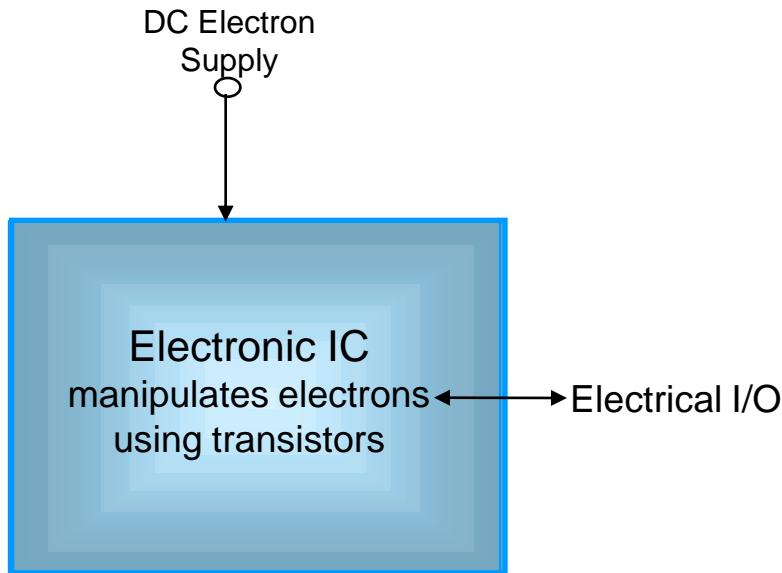 DC Electron
Supply
Electronic IC
manipulates electrons
using transistors
Electrical I/O